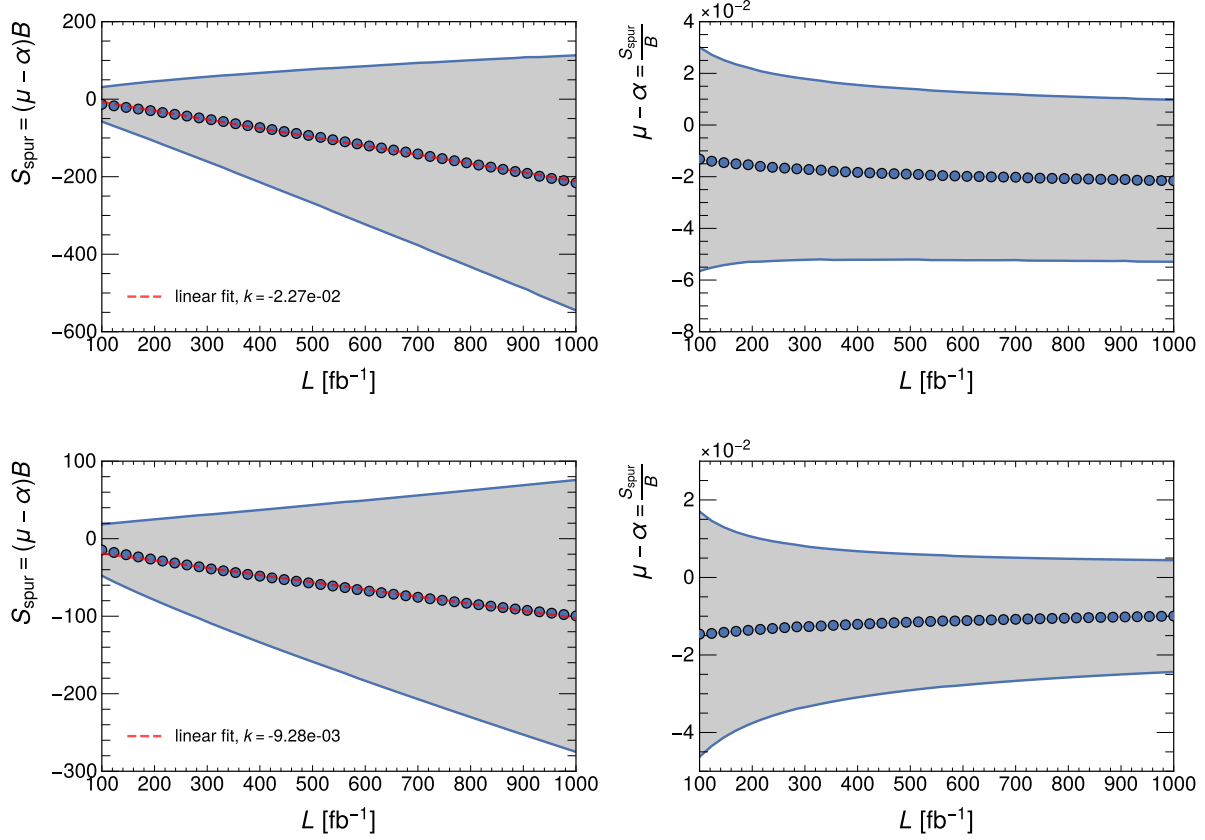 200
0
−200
−400
−600
S_spur = (μ − α)B
linear fit, k = -2.27e-02
100 200 300 400 500 600 700 800 900 1000
L [fb⁻¹]
×10⁻²
4
2
0
−2
−4
−6
−8
μ − α = S_spur/B
100 200 300 400 500 600 700 800 900 1000
L [fb⁻¹]
100
0
−100
−200
−300
S_spur = (μ − α)B
linear fit, k = -9.28e-03
100 200 300 400 500 600 700 800 900 1000
L [fb⁻¹]
×10⁻²
2
0
−2
−4
μ − α = S_spur/B
100 200 300 400 500 600 700 800 900 1000
L [fb⁻¹]